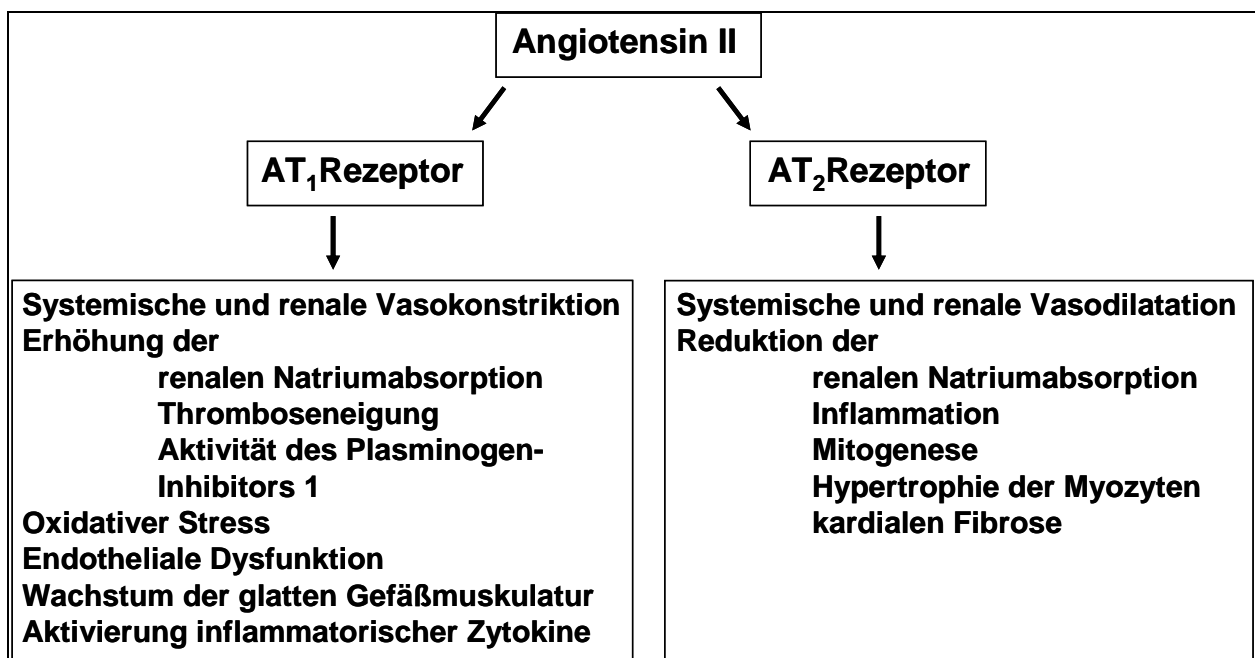 Angiotensin II
AT₁Rezeptor
AT₂Rezeptor
Systemische und renale Vasokonstriktion
Erhöhung der
renalen Natriumabsorption
Thromboseneigung
Aktivität des Plasminogen-
Inhibitors 1
Oxidativer Stress
Endotheliale Dysfunktion
Wachstum der glatten Gefäßmuskulatur
Aktivierung inflammatorischer Zytokine
Systemische und renale Vasodilatation
Reduktion der
renalen Natriumabsorption
Inflammation
Mitogenese
Hypertrophie der Myozyten
kardialen Fibrose